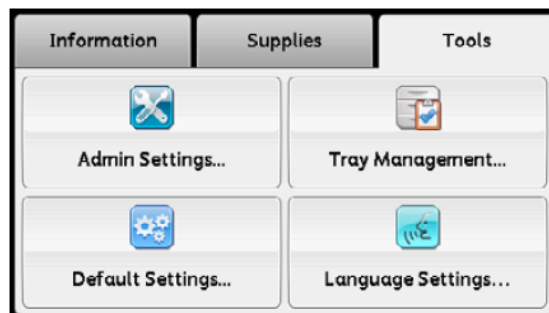 Information
Supplies
Tools
Admin Settings...
Tray Management...
Default Settings...
Language Settings...